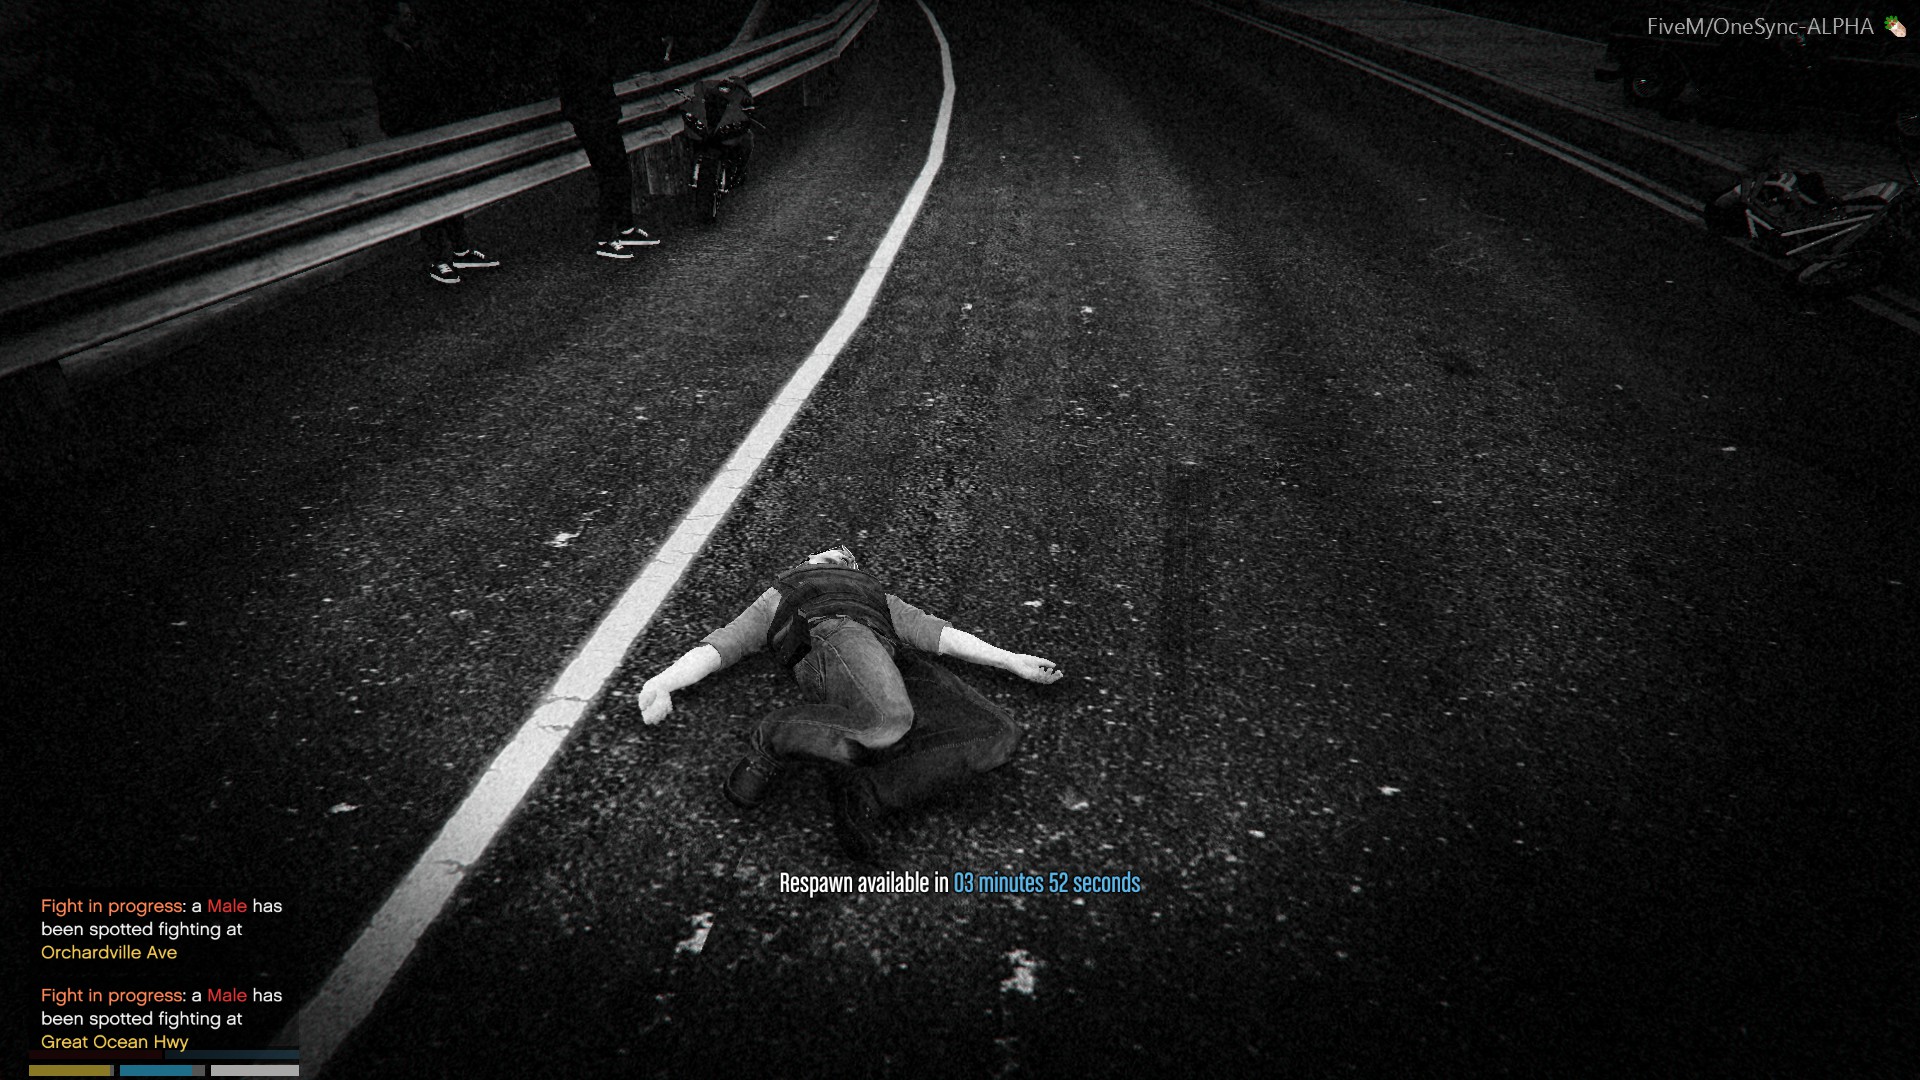 FiveM/OneSync-ALPHA
Respawn available in 03 minutes 52 seconds
Fight in progress: a Male has
been spotted fighting at
Orchardville Ave
Fight in progress: a Male has
been spotted fighting at
Great Ocean Hwy